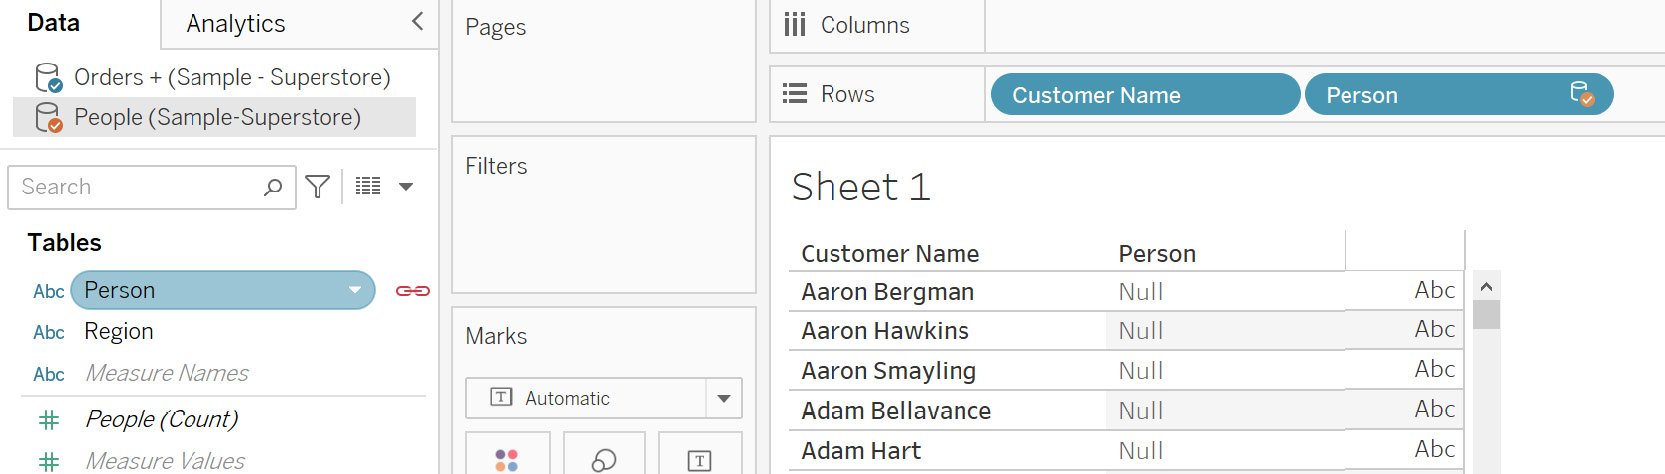 Data
Analytics
Orders + (Sample - Superstore)
People (Sample-Superstore)
Search
Tables
Abc Person
Abc Region
Abc Measure Names
People (Count)
Measure Values
Pages
Filters
Marks
T Automatic
T
Columns
Rows Customer Name Person
Sheet 1
Customer Name Person
Aaron Bergman Null Abc
Aaron Hawkins Null Abc
Aaron Smayling Null Abc
Adam Bellavance Null Abc
Adam Hart Null Abc